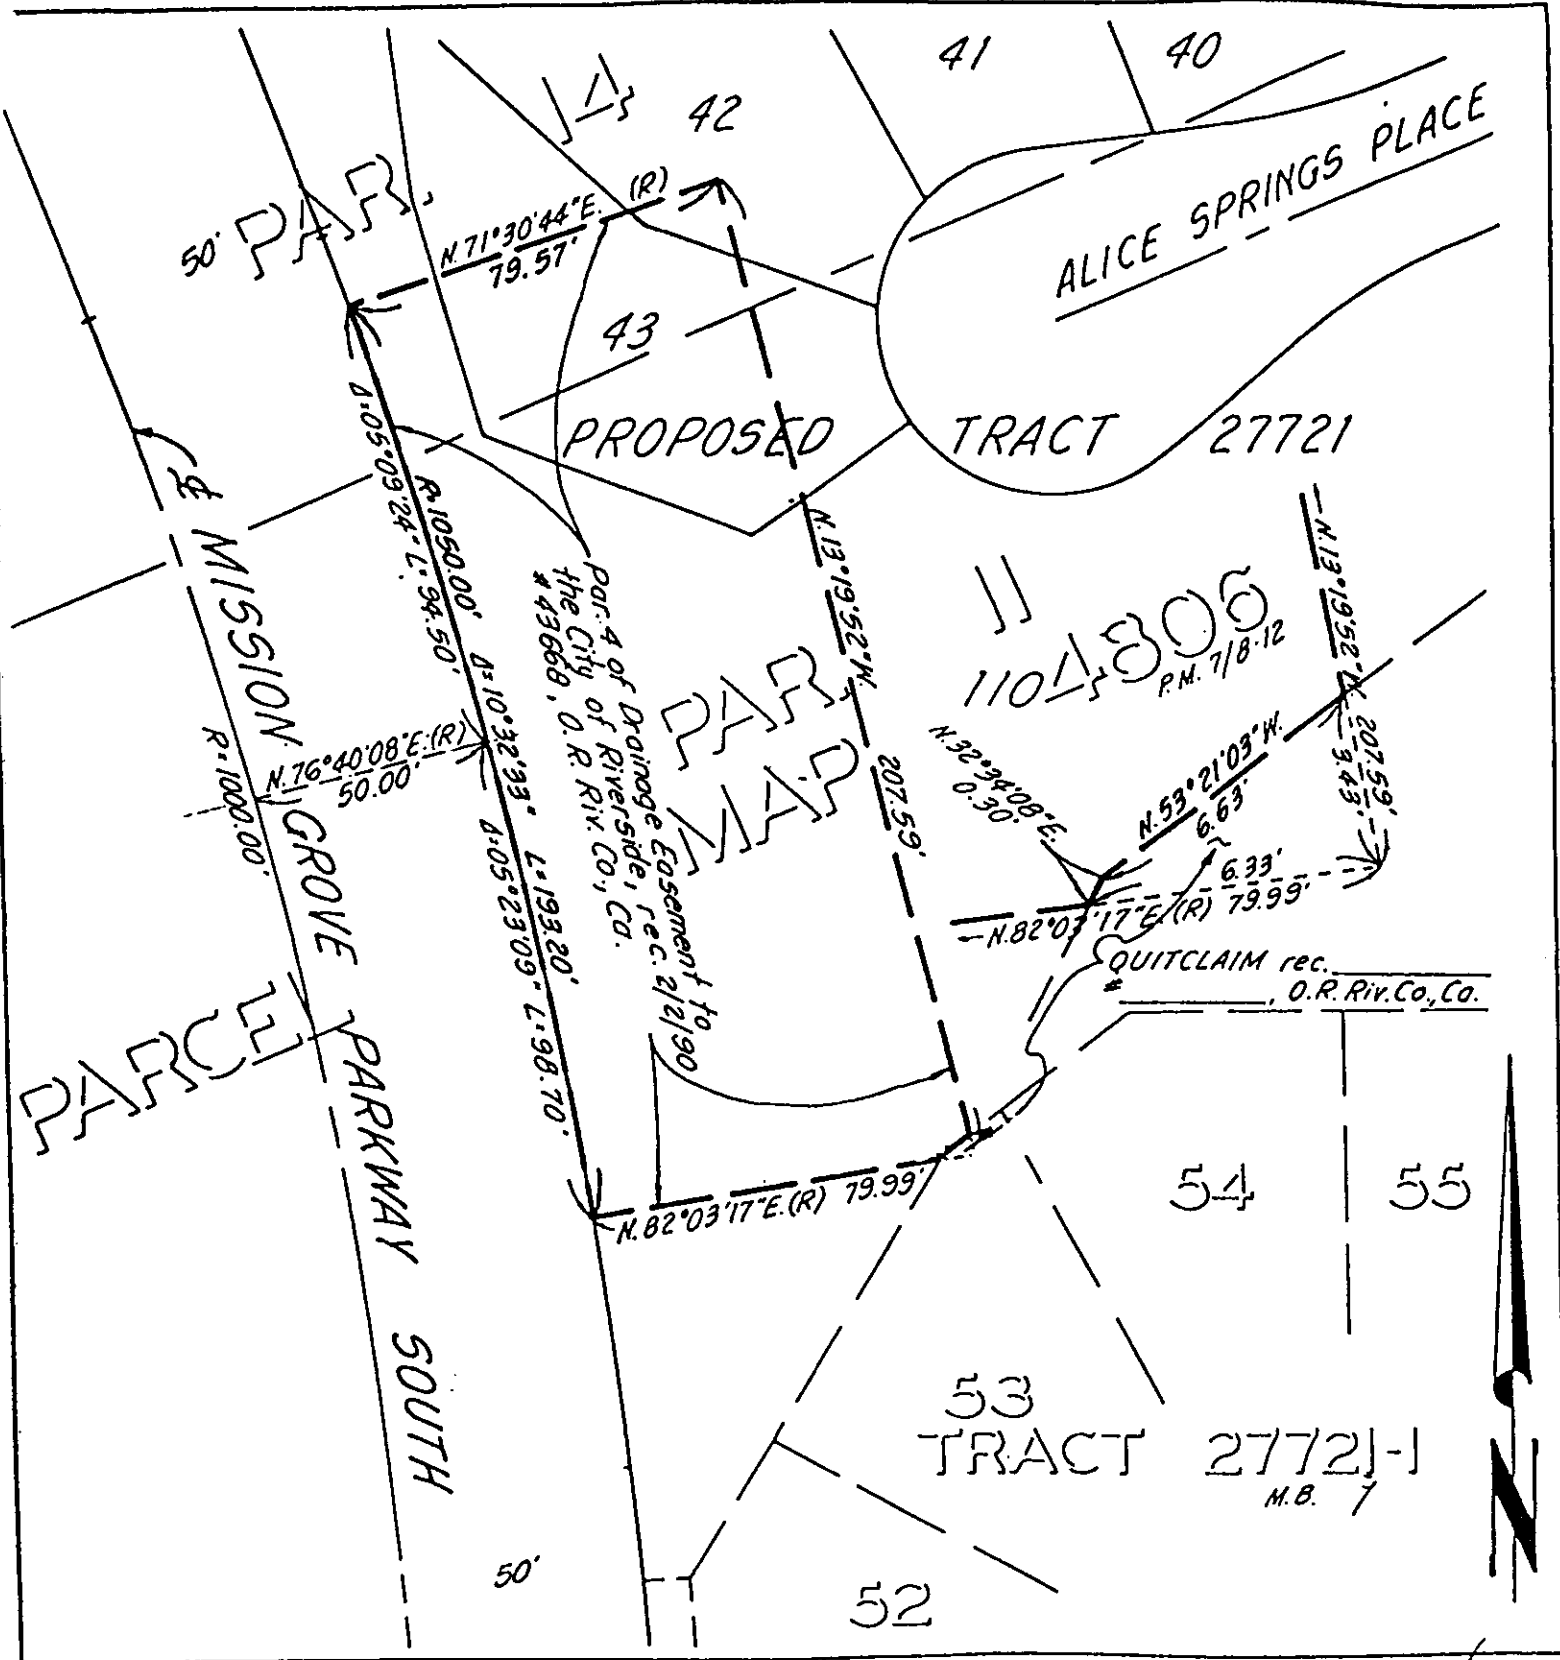 41
40
14
42
ALICE SPRINGS PLACE
50' PAR.
N.71°30'44"E. (R)
79.57'
43
PROPOSED TRACT 27721
Δ=05°09'24" L=94.50'
R=1050.00' Δ=10°32'33" L=193.20'
Δ=05°23'09" L=98.70'
℄ MISSION GROVE PARKWAY SOUTH
R=1000.00'
N.76°40'08"E.(R)
50.00'
Par. 4 of Drainage Easement to
the City of Riverside, rec. 2/2/90
# 43668, O.R. Riv. Co., Ca.
N.13°19'52"W. 207.59'
11
PAR.
MAP
110 4806
P.M. 7/8-12
N.13°19'52"W. 207.59'
3.43'
N.32°34'08"E.
0.30'
N.53°21'03"W.
6.63'
6.33'
N.82°03'17"E.(R) 79.99'
QUITCLAIM rec.
# , O.R. Riv. Co., Ca.
PARCE
N.82°03'17"E.(R) 79.99'
54
55
53
TRACT 27721-1
M.B. /
50'
52
N